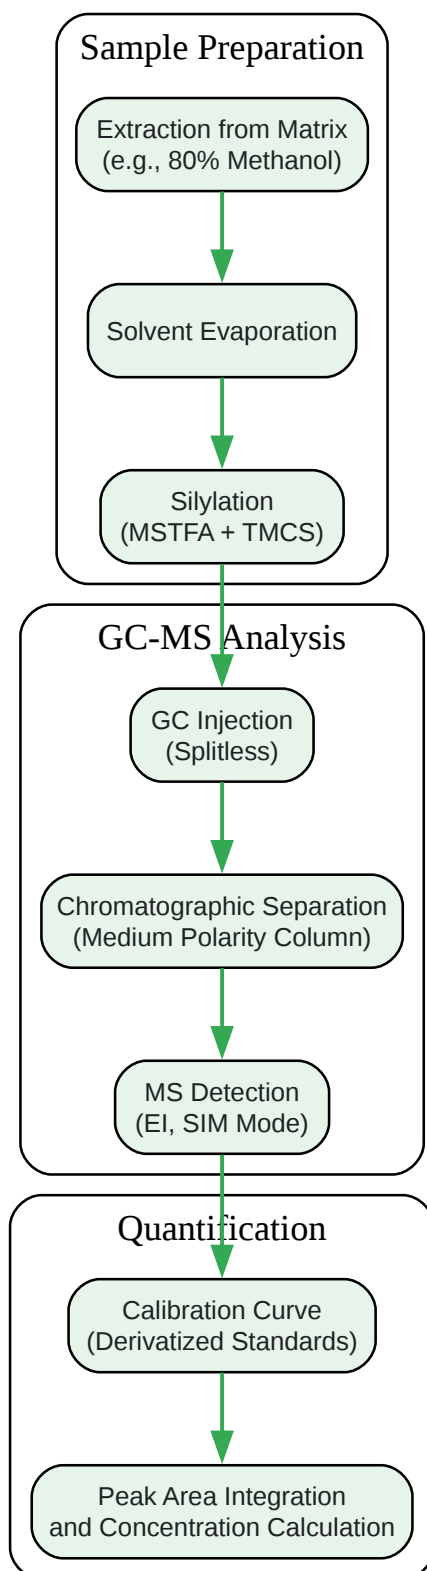 Sample Preparation
Extraction from Matrix
(e.g., 80% Methanol)
Solvent Evaporation
Silylation
(MSTFA + TMCS)
GC-MS Analysis
GC Injection
(Splitless)
Chromatographic Separation
(Medium Polarity Column)
MS Detection
(EI, SIM Mode)
Quantification
Calibration Curve
(Derivatized Standards)
Peak Area Integration
and Concentration Calculation